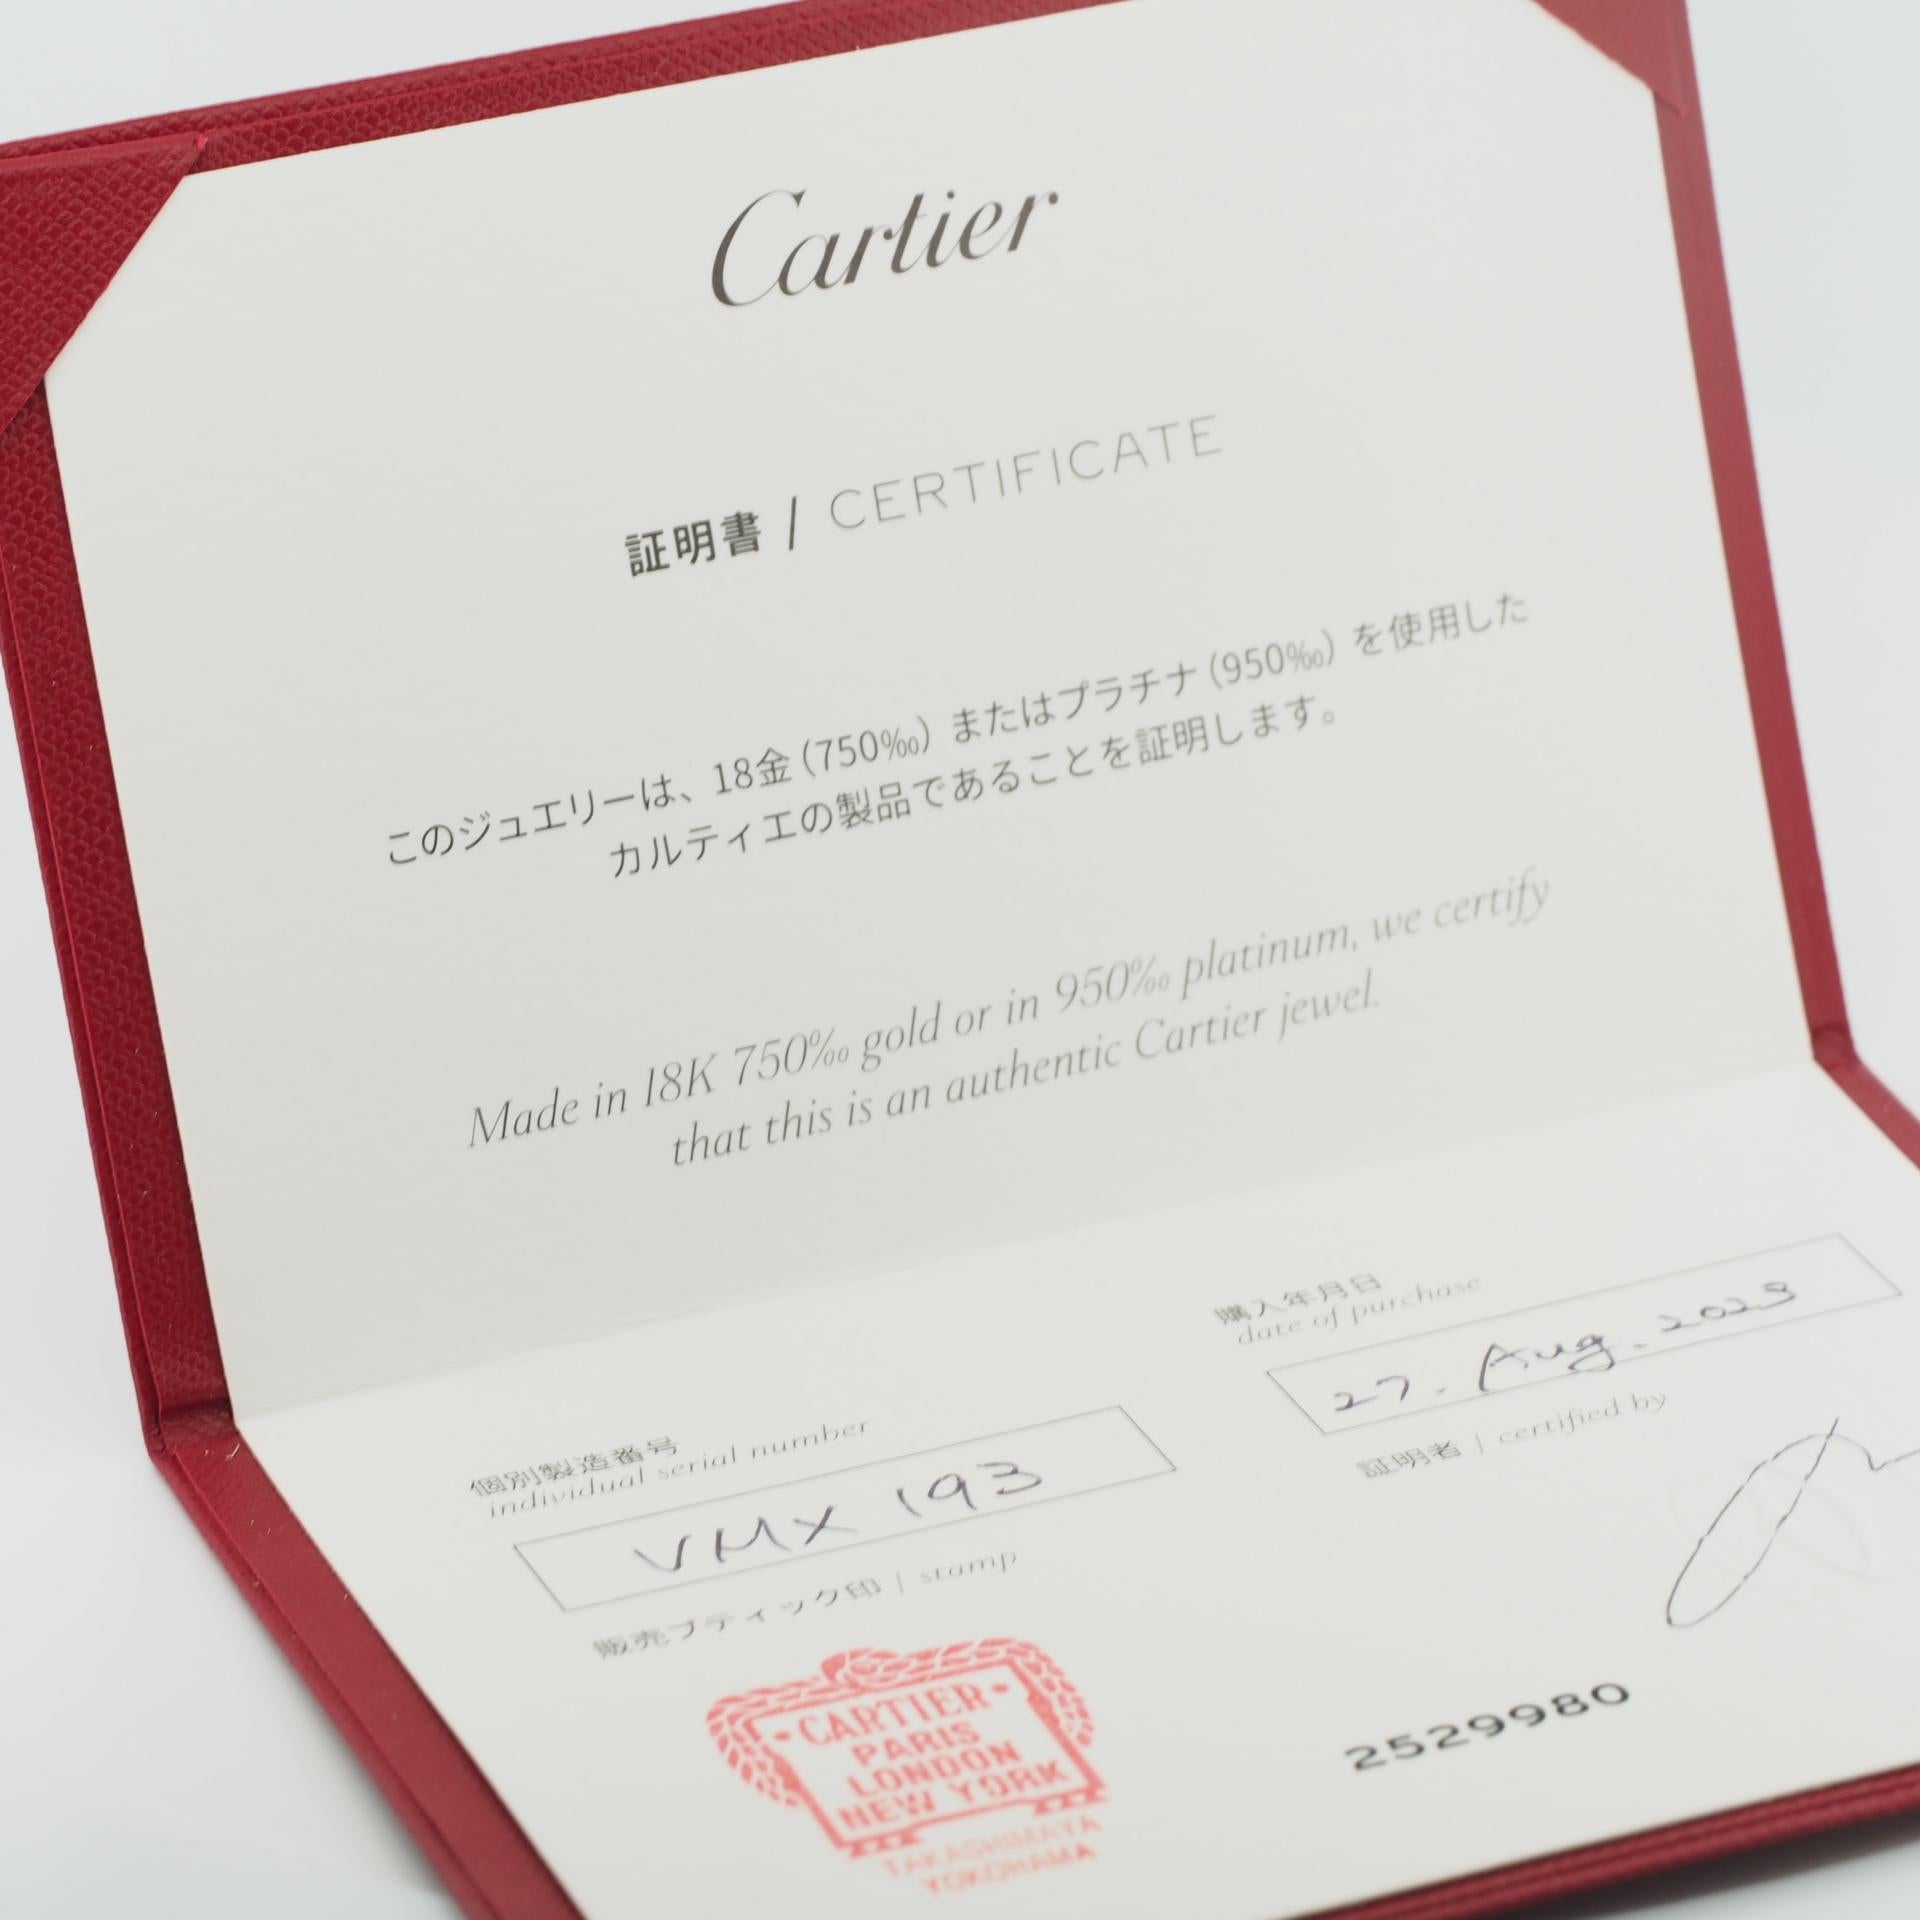 Cartier
証明書 / CERTIFICATE
このジュエリーは、18金(750‰) またはプラチナ(950‰) を使用した
カルティエの製品であることを証明します。
Made in 18K 750‰ gold or in 950‰ platinum, we certify
that this is an authentic Cartier jewel.
個別製造番号
individual serial number
VMX 193
購入年月日
date of purchase
27. Aug. 2023
販売ブティック印 | stamp
証明者 | certified by
CARTIER
PARIS
LONDON
NEW YORK
TAKASHIMAYA
YOKOHAMA
2529980